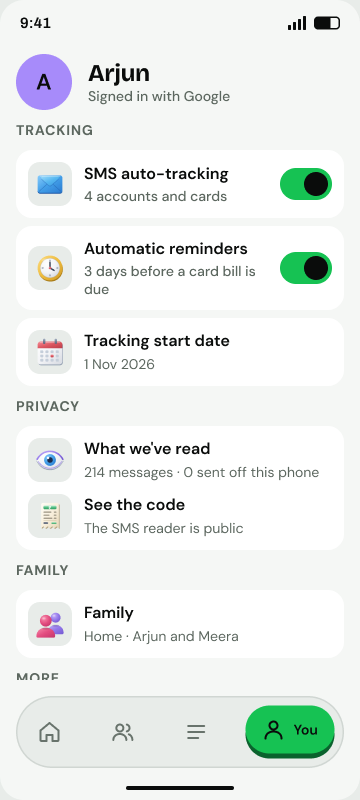 9:41
A
Arjun
Signed in with Google
TRACKING
SMS auto-tracking
4 accounts and cards
Automatic reminders
3 days before a card bill is
due
Tracking start date
1 Nov 2026
PRIVACY
What we've read
214 messages · 0 sent off this phone
See the code
The SMS reader is public
FAMILY
Family
Home · Arjun and Meera
MORE
You